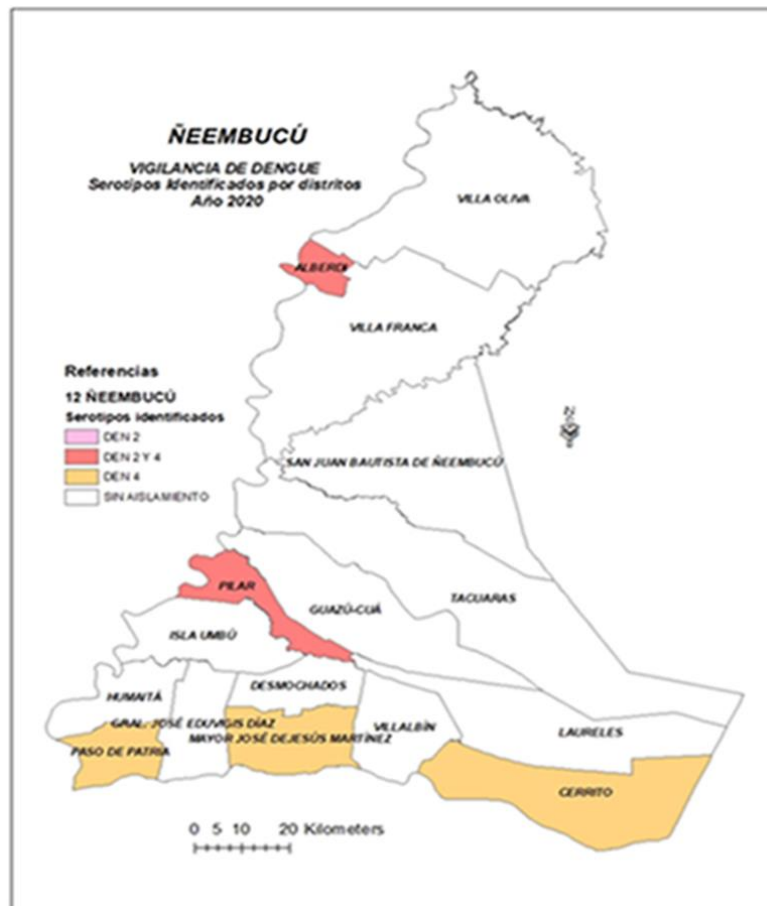 ÑEEMBUCÚ
VIGILANCIA DE DENGUE
Serotipos Identificados por distritos
Año 2020
VILLA OLIVA
ALBERDI
VILLA FRANCA
Referencias
12 ÑEEMBUCÚ
Serotipos identificados
DEN 2
DEN 2 Y 4
DEN 4
SIN AISLAMIENTO
SAN JUAN BAUTISTA DE ÑEEMBUCÚ
PILAR
GUAZÚ-CUÁ
TACUARAS
ISLA UMBÚ
DESMOCHADOS
HUMAITÁ
GRAL. JOSÉ EDUVIGIS DÍAZ
VILLALBÍN
LAURELES
PASO DE PATRIA
MAYOR JOSÉ DEJESÚS MARTÍNEZ
CERRITO
0 5 10 20 Kilometers